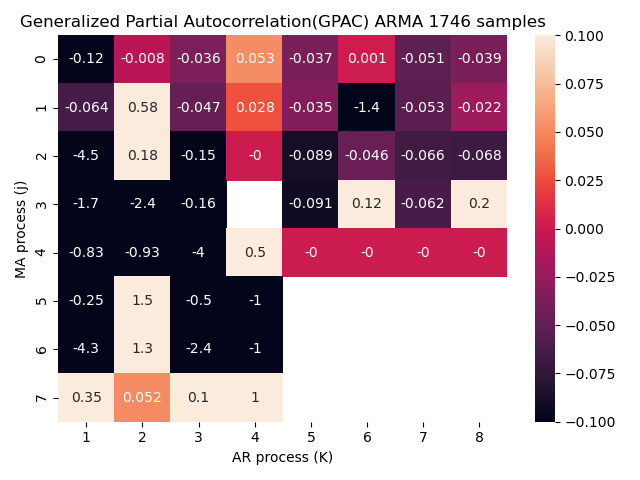 Generalized Partial Autocorrelation(GPAC) ARMA 1746 samples
0 -0.12 -0.008 -0.036 0.053 -0.037 0.001 -0.051 -0.039
1 -0.064 0.58 -0.047 0.028 -0.035 -1.4 -0.053 -0.022
2 -4.5 0.18 -0.15 -0 -0.089 -0.046 -0.066 -0.068
3 -1.7 -2.4 -0.16 -0.091 0.12 -0.062 0.2
4 -0.83 -0.93 -4 0.5 -0 -0 -0 -0
5 -0.25 1.5 -0.5 -1
6 -4.3 1.3 -2.4 -1
7 0.35 0.052 0.1 1
1 2 3 4 5 6 7 8
AR process (K)
MA process (j)
0.100
0.075
0.050
0.025
0.000
−0.025
−0.050
−0.075
−0.100